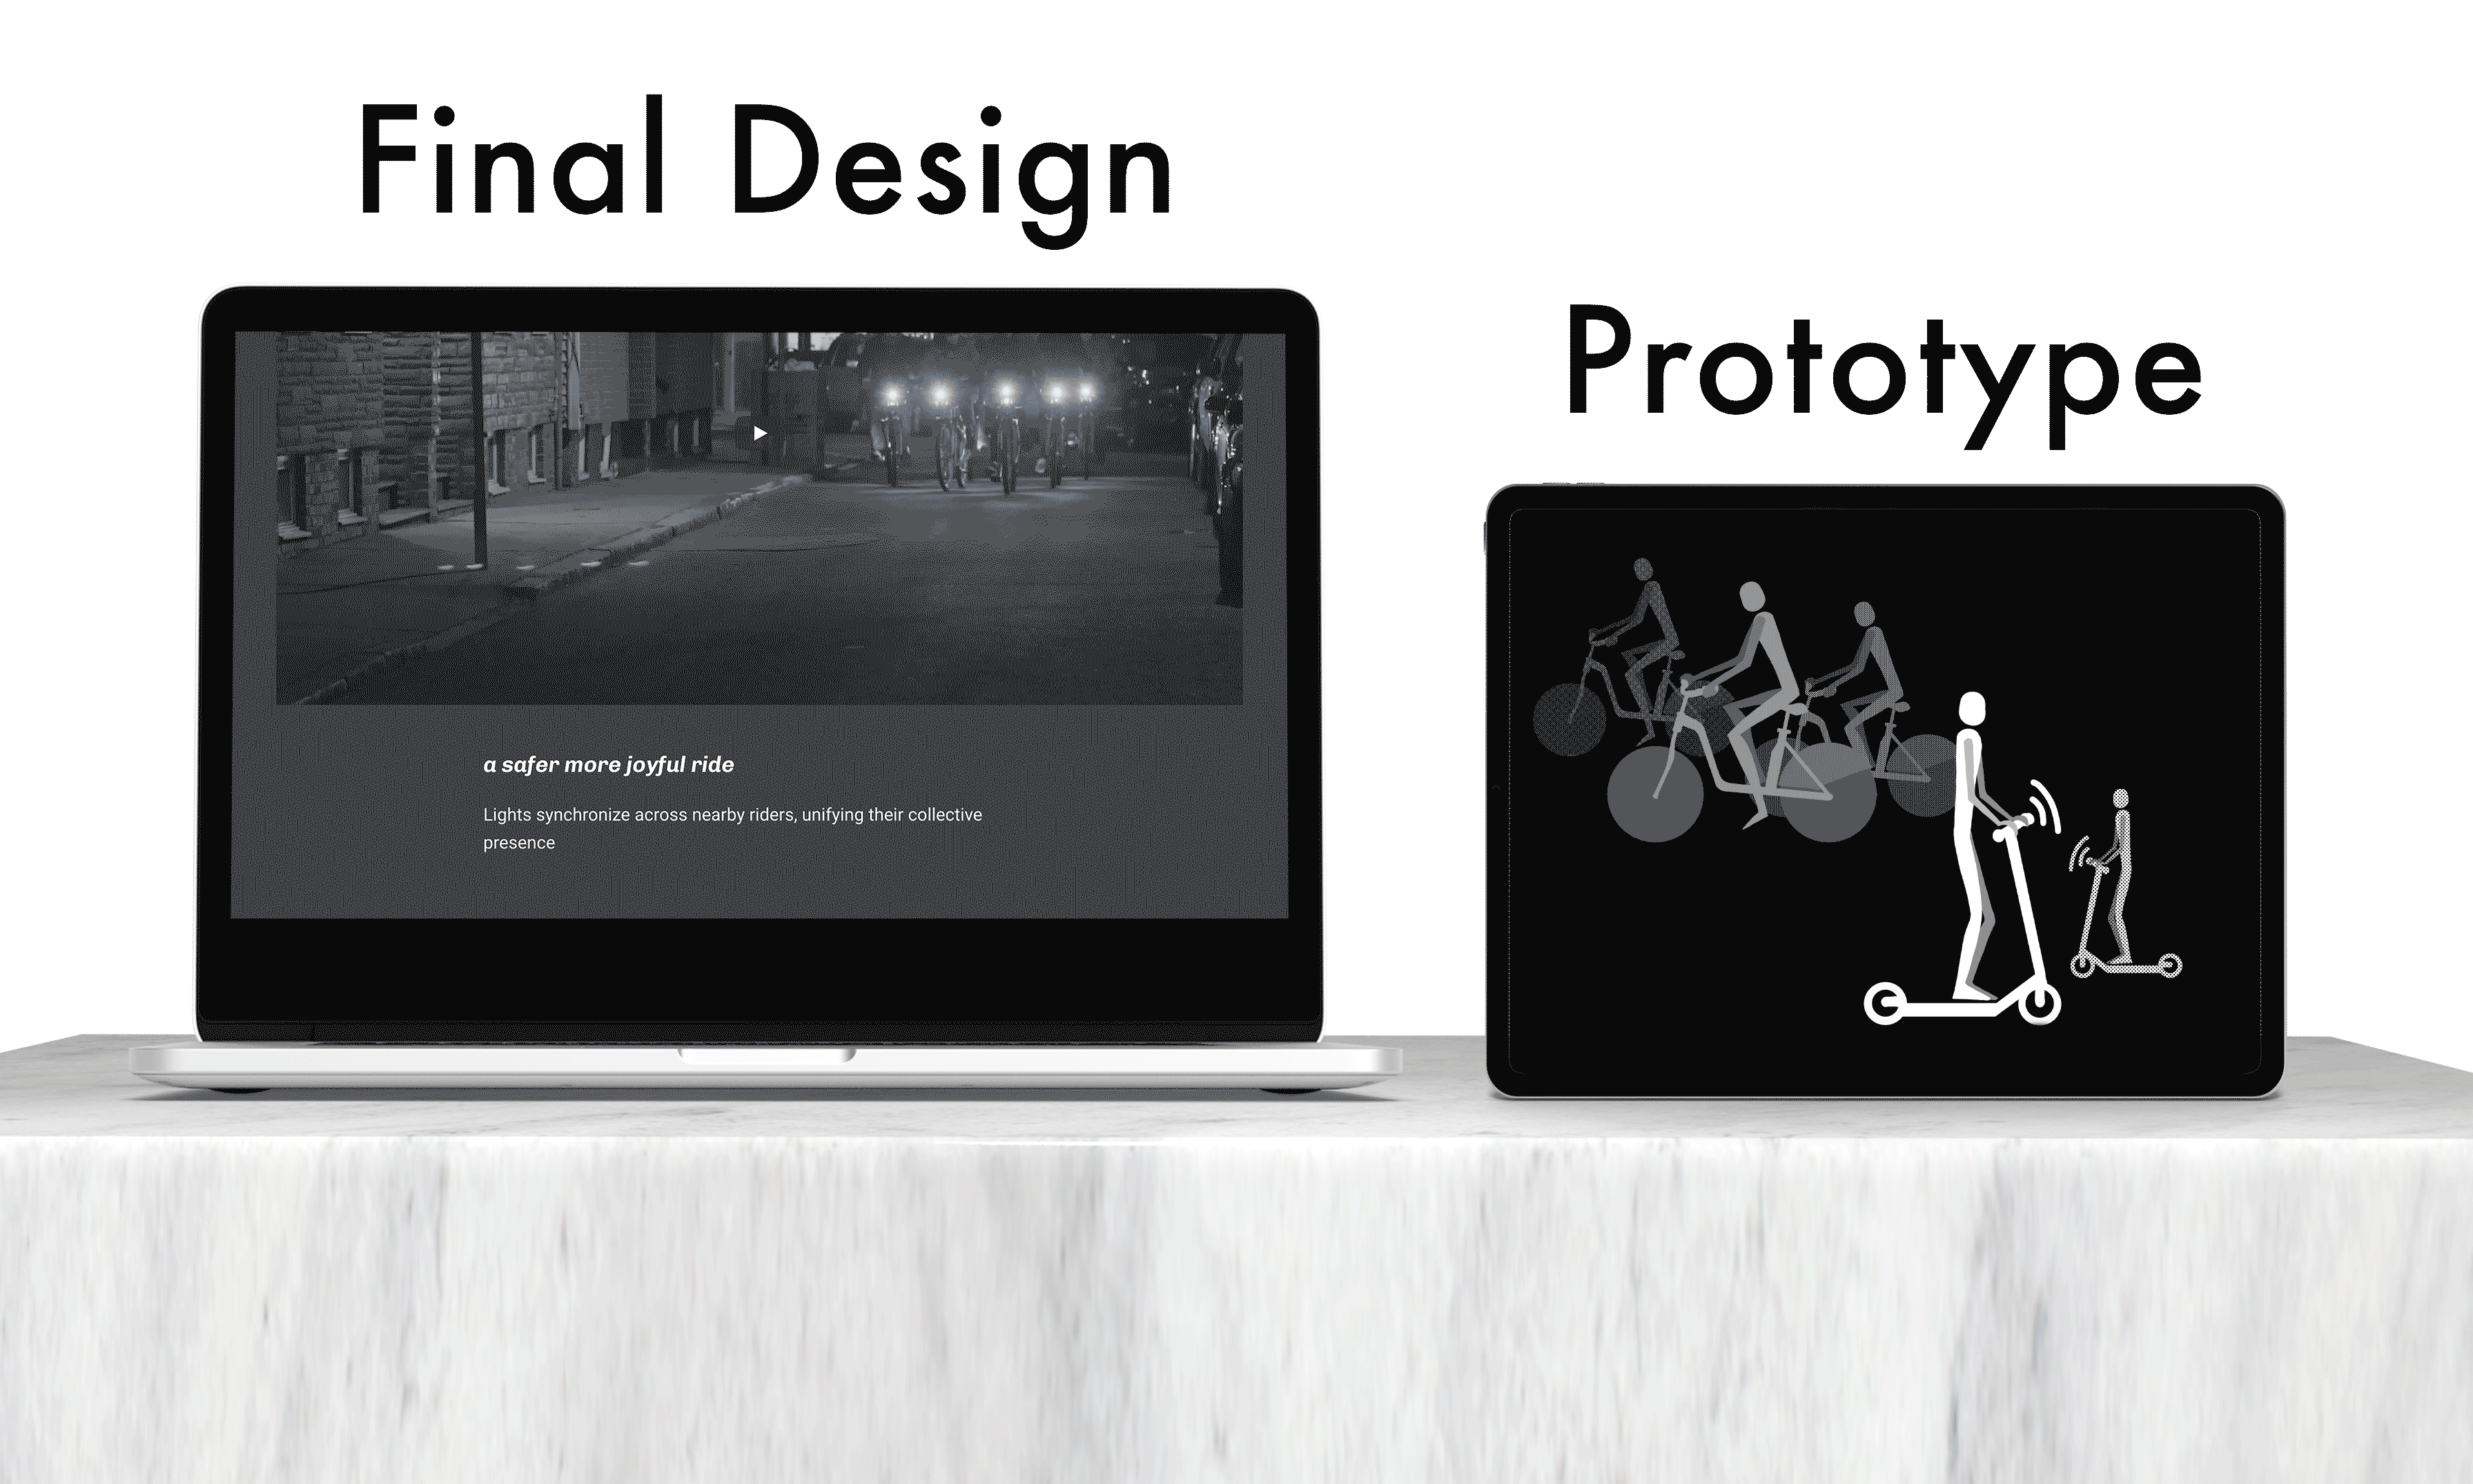 Final Design
Prototype
a safer more joyful ride
Lights synchronize across nearby riders, unifying their collective
presence